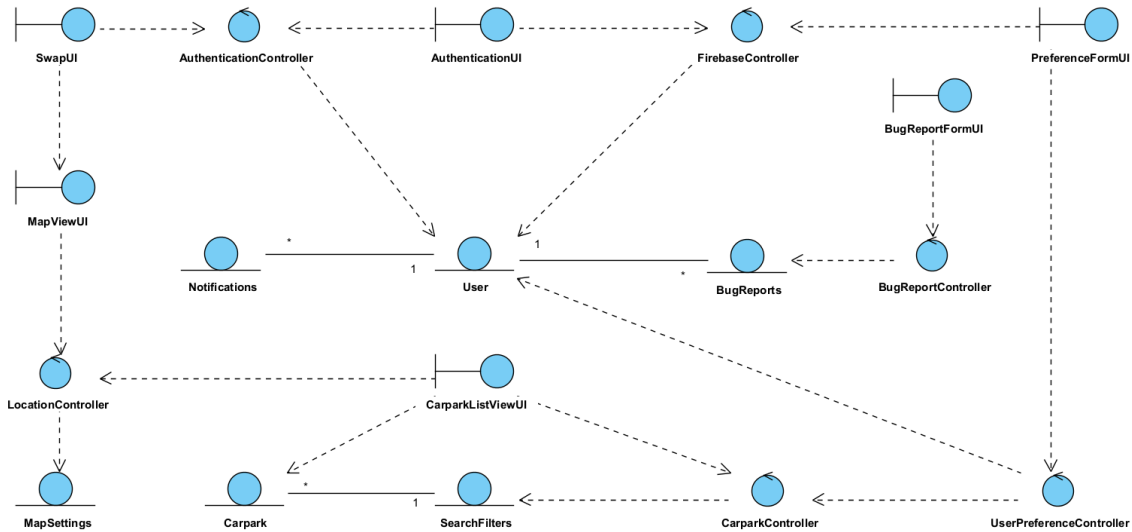 SwapUI
AuthenticationController
AuthenticationUI
FirebaseController
PreferenceFormUI
BugReportFormUI
MapViewUI
*
1
1
*
Notifications
User
BugReports
BugReportController
LocationController
CarparkListViewUI
*
1
MapSettings
Carpark
SearchFilters
CarparkController
UserPreferenceController